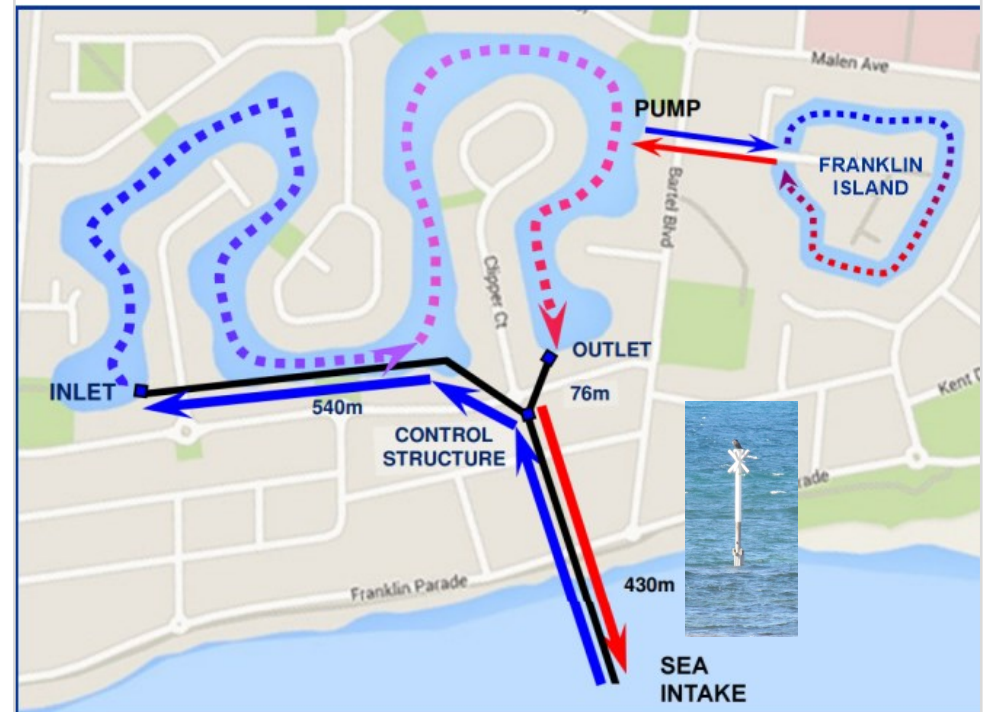 Malen Ave
PUMP
FRANKLIN
ISLAND
Bartel Blvd
Clipper Ct
OUTLET
INLET
76m
540m
Kent
CONTROL
STRUCTURE
Franklin Parade
430m
SEA
INTAKE